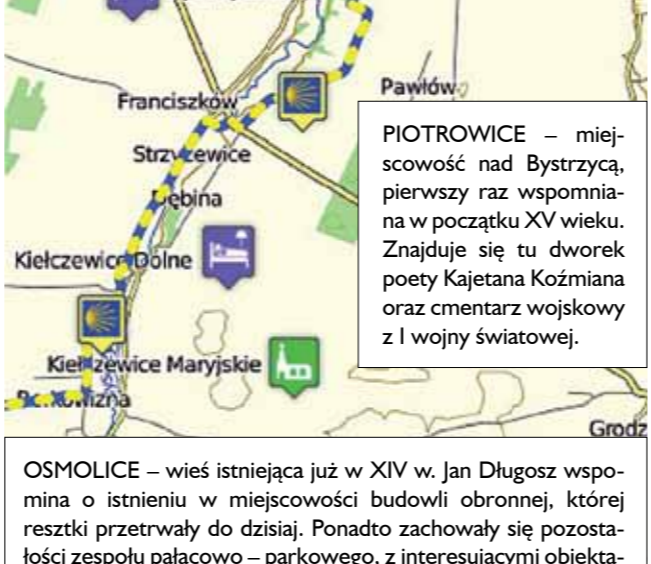 Franciszków
Pawłów
Strzyżewice
Dębina
Kiełczewice Dolne
Kiełczewice Maryjskie
PIOTROWICE – miej-
scowość nad Bystrzycą,
pierwszy raz wspomnia-
na w początku XV wieku.
Znajduje się tu dworek
poety Kajetana Koźmiana
oraz cmentarz wojskowy
z I wojny światowej.
OSMOLICE – wieś istniejąca już w XIV w. Jan Długosz wspo-
mina o istnieniu w miejscowości budowli obronnej, której
resztki przetrwały do dzisiaj. Ponadto zachowały się pozosta-
łości zespołu pałacowo – parkowego, z interesującymi obiekta-